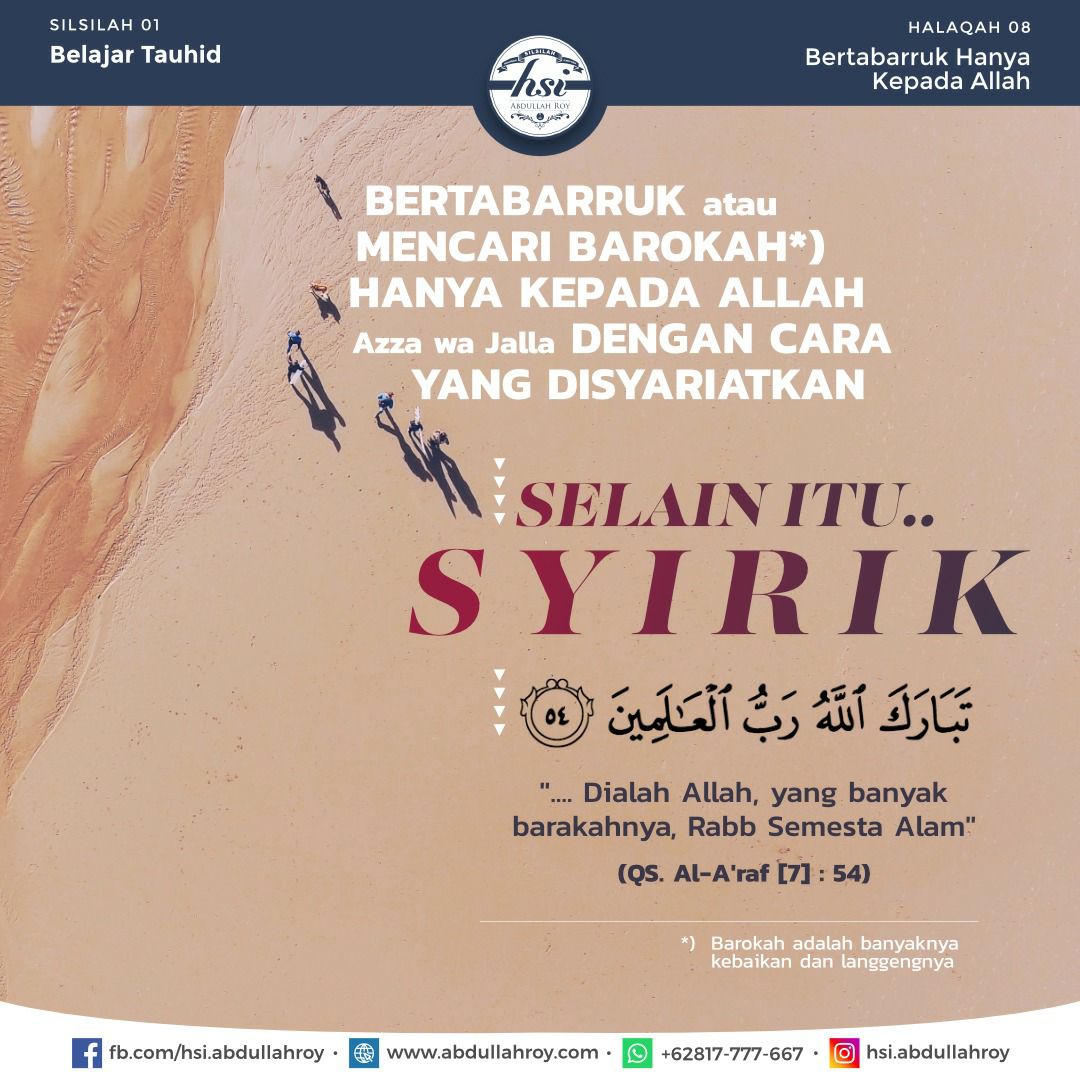 SILSILAH 01
Belajar Tauhid
HALAQAH 08
Bertabarruk Hanya
Kepada Allah
SILSILAH
hsi
ABDULLAH ROY
BERTABARRUK atau
MENCARI BAROKAH*)
HANYA KEPADA ALLAH
Azza wa Jalla DENGAN CARA
YANG DISYARIATKAN
SELAIN ITU..
SYIRIK
تَبَارَكَ ٱللَّهُ رَبُّ ٱلْعَـٰلَمِينَ ٥٤
".... Dialah Allah, yang banyak
barakahnya, Rabb Semesta Alam"
(QS. Al-A'raf [7] : 54)
*) Barokah adalah banyaknya
kebaikan dan langgengnya
fb.com/hsi.abdullahroy • www.abdullahroy.com • +62817-777-667 • hsi.abdullahroy